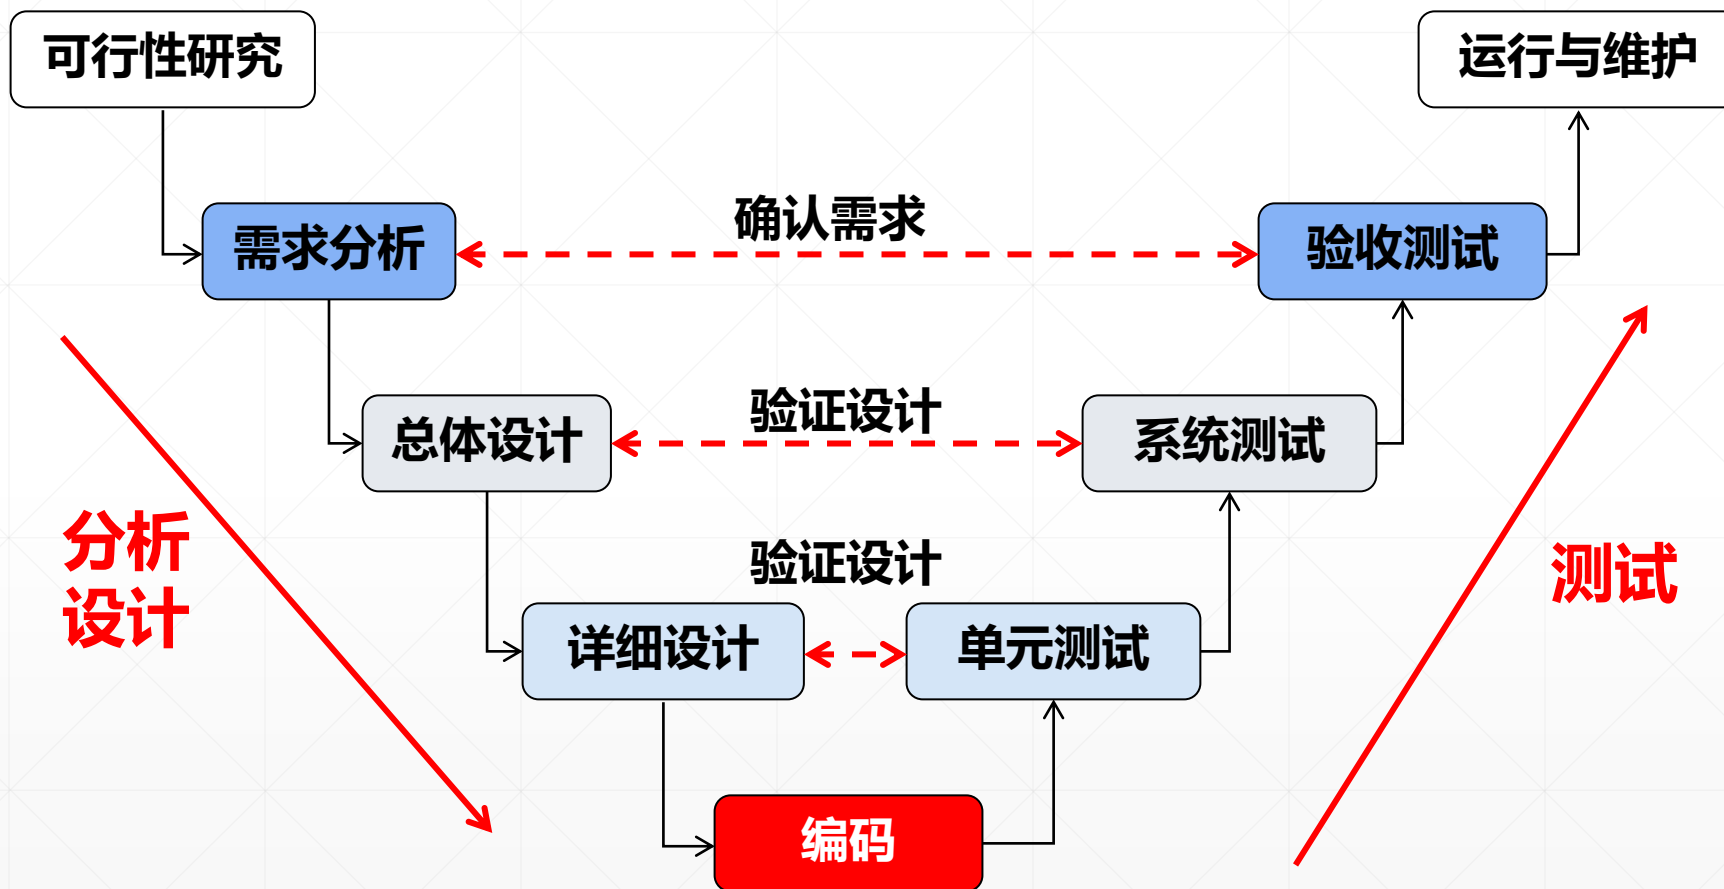 可行性研究
运行与维护
确认需求
需求分析
验收测试
验证设计
总体设计
系统测试
分析
设计
验证设计
测试
详细设计
单元测试
编码